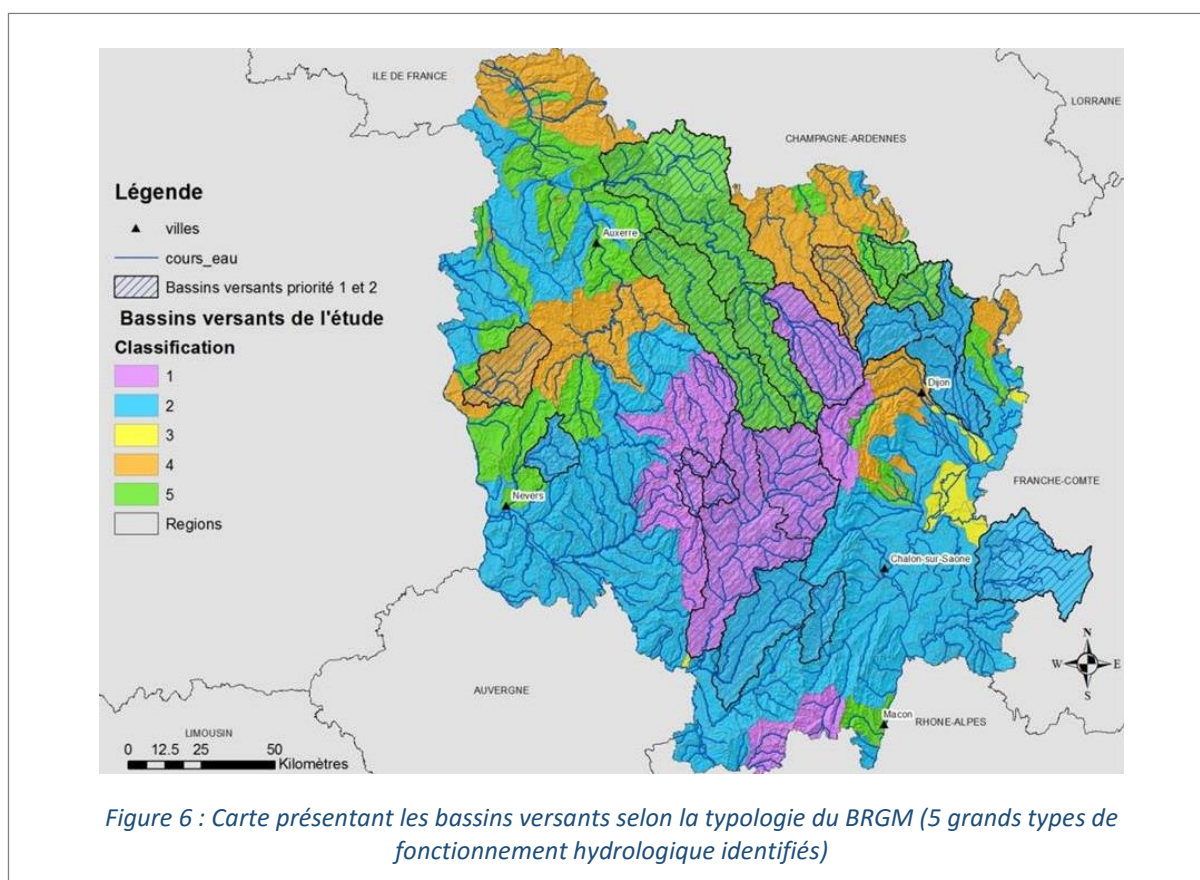 ILE DE FRANCE
LORRAINE
CHAMPAGNE-ARDENNES
Légende
villes
cours_eau
Bassins versants priorité 1 et 2
Bassins versants de l'étude
Classification
1
2
3
4
5
Regions
Auxerre
Dijon
Nevers
FRANCHE-COMTE
Chalon-sur-Saone
N
W E
S
AUVERGNE
Macon
RHONE-ALPES
LIMOUSIN
0 12.5 25 50
Kilomètres
Figure 6 : Carte présentant les bassins versants selon la typologie du BRGM (5 grands types de
fonctionnement hydrologique identifiés)